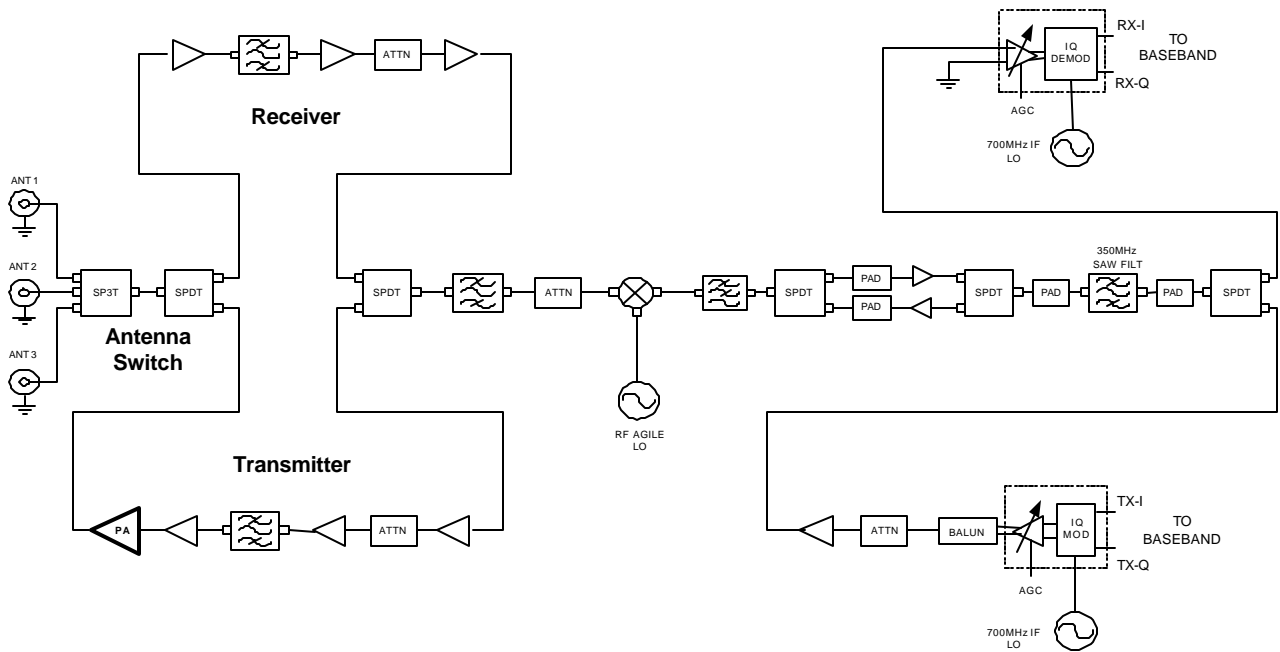 RX-I
TO
BASEBAND
IQ
DEMOD
RX-Q
AGC
700MHz IF
LO
ATTN
Receiver
ANT 1
ANT 2
ANT 3
SP3T
SPDT
Antenna
Switch
SPDT
ATTN
RF AGILE
LO
SPDT
PAD
PAD
SPDT
PAD
350MHz
SAW FILT
PAD
SPDT
Transmitter
PA
ATTN
ATTN
BALUN
AGC
IQ
MOD
TX-I
TO
BASEBAND
TX-Q
700MHz IF
LO